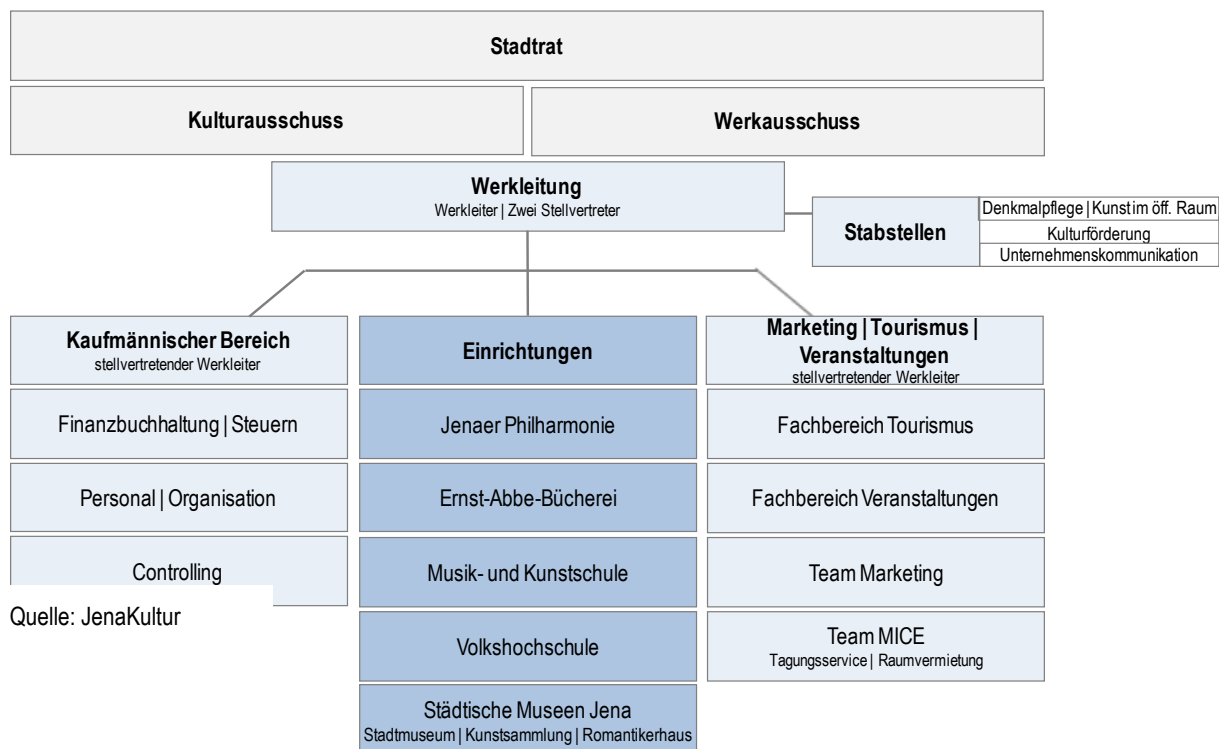 Stadtrat
Kulturausschuss
Werkausschuss
Werkleitung
Werkleiter | Zwei Stellvertreter
Stabstellen
Denkmalpflege | Kunst im öff. Raum
Kulturförderung
Unternehmenskommunikation
Kaufmännischer Bereich
stellvertretender Werkleiter
Finanzbuchhaltung | Steuern
Personal | Organisation
Controlling
Einrichtungen
Jenaer Philharmonie
Ernst-Abbe-Bücherei
Musik- und Kunstschule
Volkshochschule
Städtische Museen Jena
Stadtmuseum | Kunstsammlung | Romantikerhaus
Marketing | Tourismus |
Veranstaltungen
stellvertretender Werkleiter
Fachbereich Tourismus
Fachbereich Veranstaltungen
Team Marketing
Team MICE
Tagungsservice | Raumvermietung
Quelle: JenaKultur